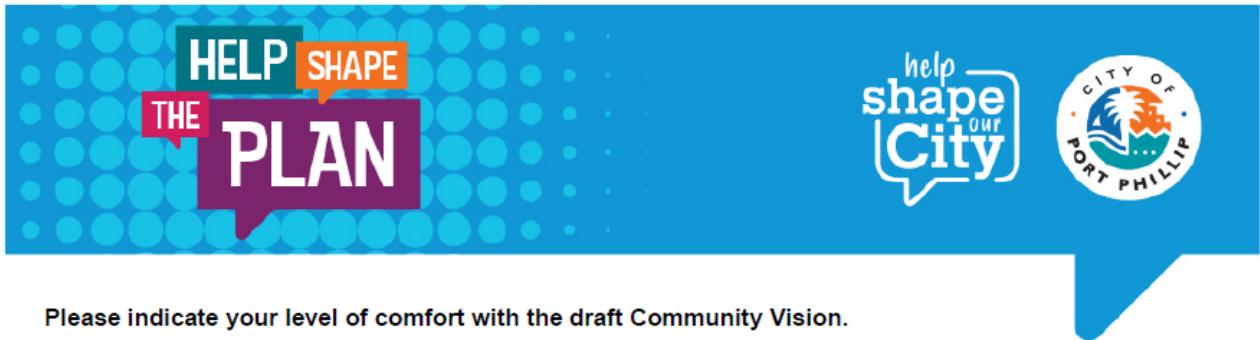 HELP SHAPE
THE
PLAN
help
shape
our
City
CITY OF
PORT PHILLIP
Please indicate your level of comfort with the draft Community Vision.